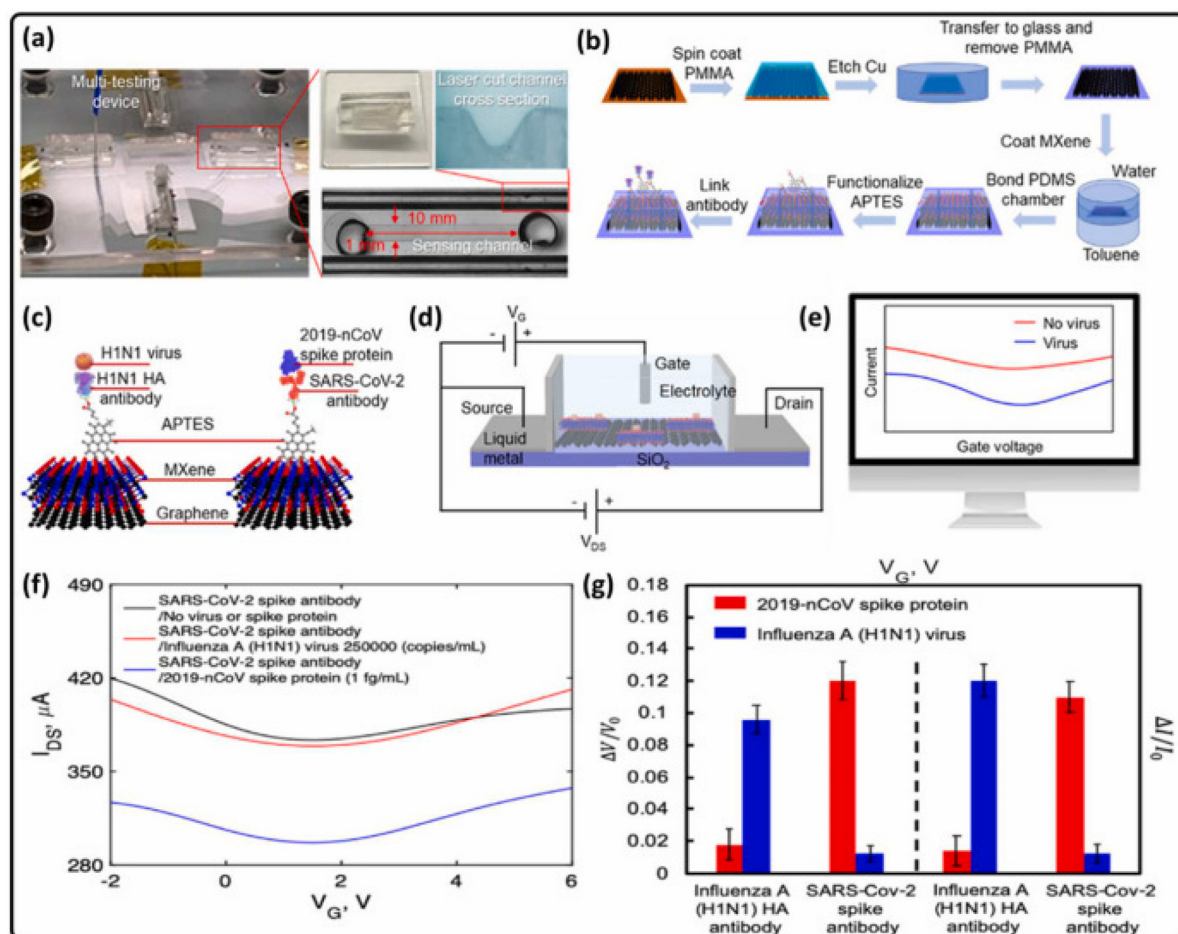 (a)
Multi-testing
device
Laser cut channel
cross section
10 mm
1 mm
Sensing channel
(b)
Spin coat
PMMA
Etch Cu
Transfer to glass and
remove PMMA
Coat MXene
Water
Toluene
Bond PDMS
chamber
Functionalize
APTES
Link
antibody
(c)
H1N1 virus
H1N1 HA
antibody
2019-nCoV
spike protein
SARS-CoV-2
antibody
APTES
MXene
Graphene
(d)
VG
- +
Gate
Electrolyte
Source
Drain
Liquid
metal
SiO2
- +
VDS
(e)
No virus
Virus
Current
Gate voltage
(f)
490
420
350
280
IDS, μA
SARS-CoV-2 spike antibody
/No virus or spike protein
SARS-CoV-2 spike antibody
/Influenza A (H1N1) virus 250000 (copies/mL)
SARS-CoV-2 spike antibody
/2019-nCoV spike protein (1 fg/mL)
-2 0 2 4 6
VG, V
(g)
VG, V
0.18
0.16
0.14
0.12
0.1
0.08
0.06
0.04
0.02
0
ΔV/V0
ΔI/I0
2019-nCoV spike protein
Influenza A (H1N1) virus
Influenza A
(H1N1) HA
antibody
SARS-Cov-2
spike
antibody
Influenza A
(H1N1) HA
antibody
SARS-Cov-2
spike
antibody